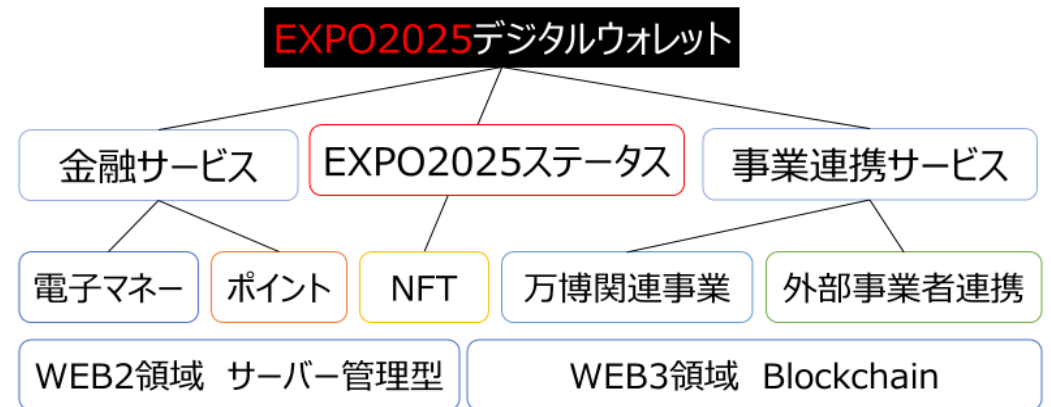 EXPO2025デジタルウォレット
金融サービス
EXPO2025ステータス
事業連携サービス
電子マネー
ポイント
NFT
万博関連事業
外部事業者連携
WEB2領域 サーバー管理型
WEB3領域 Blockchain